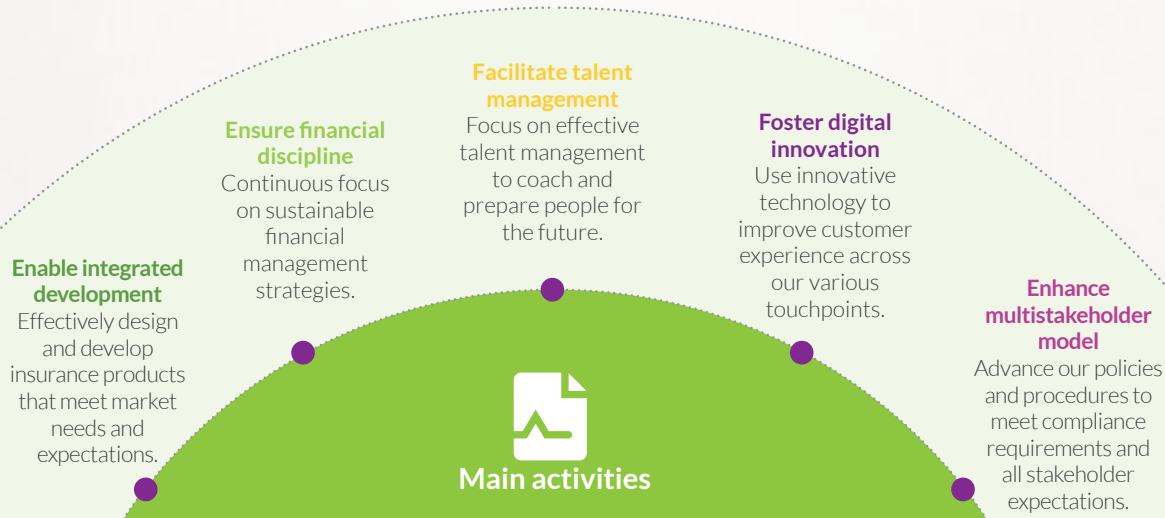 Enable integrated
development
Effectively design
and develop
insurance products
that meet market
needs and
expectations.
Ensure financial
discipline
Continuous focus
on sustainable
financial
management
strategies.
Facilitate talent
management
Focus on effective
talent management
to coach and
prepare people for
the future.
Foster digital
innovation
Use innovative
technology to
improve customer
experience across
our various
touchpoints.
Enhance
multistakeholder
model
Advance our policies
and procedures to
meet compliance
requirements and
all stakeholder
expectations.
Main activities